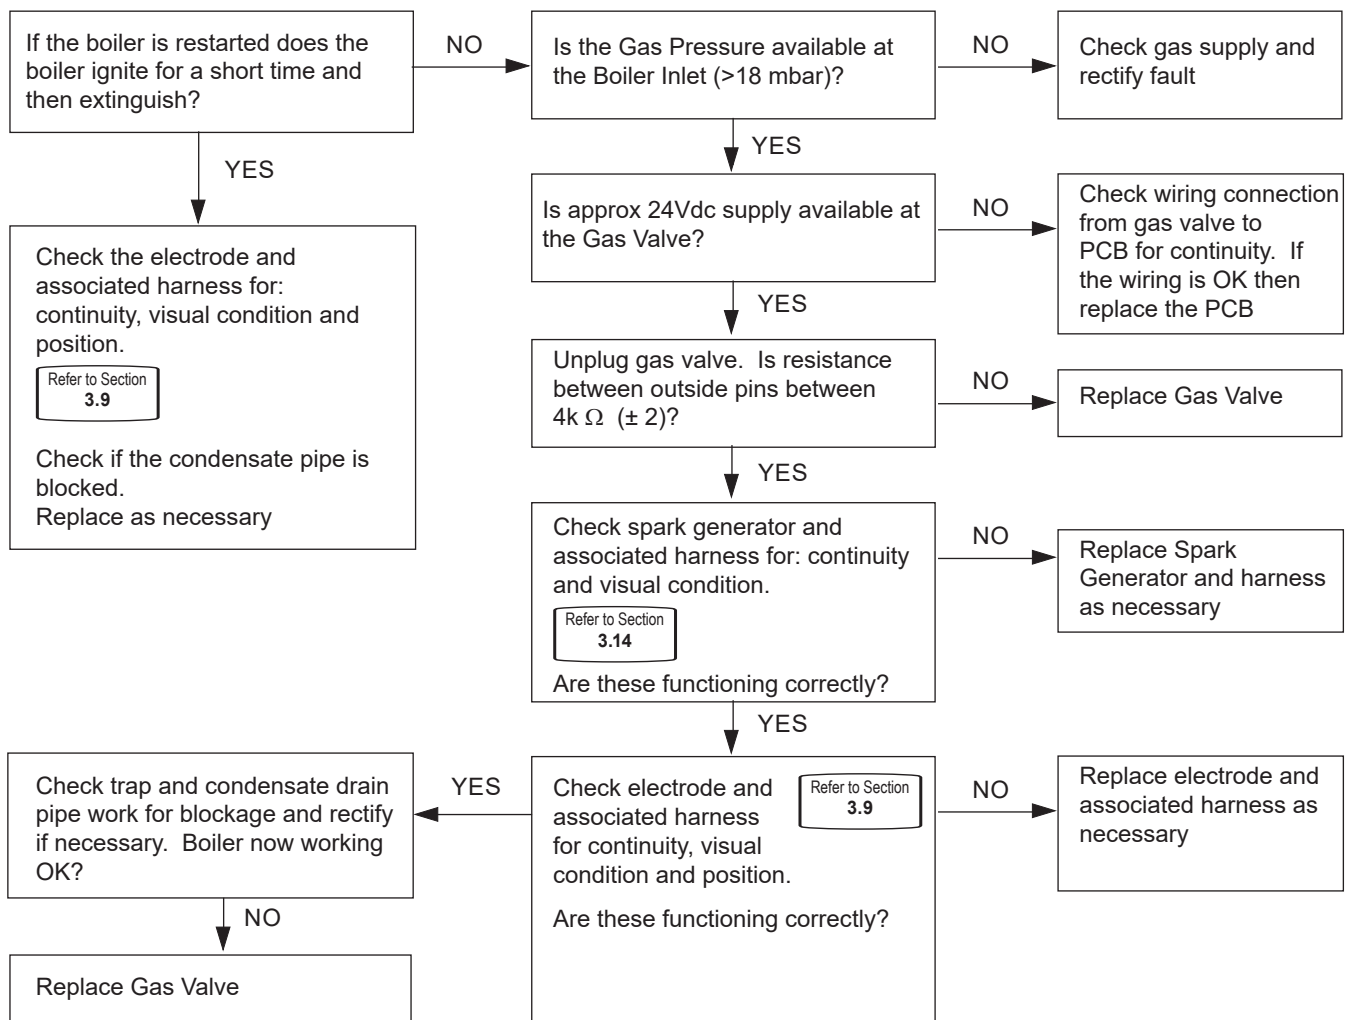 If the boiler is restarted does the
boiler ignite for a short time and
then extinguish?
NO
Is the Gas Pressure available at
the Boiler Inlet (>18 mbar)?
NO
Check gas supply and
rectify fault
YES
YES
Check the electrode and
associated harness for:
continuity, visual condition and
position.
Refer to Section
3.9
Check if the condensate pipe is
blocked.
Replace as necessary
Is approx 24Vdc supply available at
the Gas Valve?
NO
Check wiring connection
from gas valve to
PCB for continuity. If
the wiring is OK then
replace the PCB
YES
Unplug gas valve. Is resistance
between outside pins between
4k Ω (± 2)?
NO
Replace Gas Valve
YES
Check spark generator and
associated harness for: continuity
and visual condition.
Refer to Section
3.14
Are these functioning correctly?
NO
Replace Spark
Generator and harness
as necessary
YES
Check electrode and
associated harness
for continuity, visual
condition and position.
Refer to Section
3.9
Are these functioning correctly?
NO
Replace electrode and
associated harness as
necessary
YES
Check trap and condensate drain
pipe work for blockage and rectify
if necessary. Boiler now working
OK?
NO
Replace Gas Valve